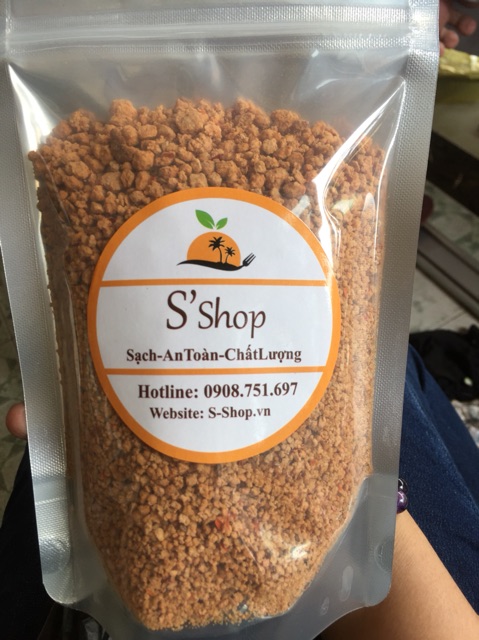 S'Shop
Sạch-AnToàn-ChấtLượng
Hotline: 0908.751.697
Website: S-Shop.vn